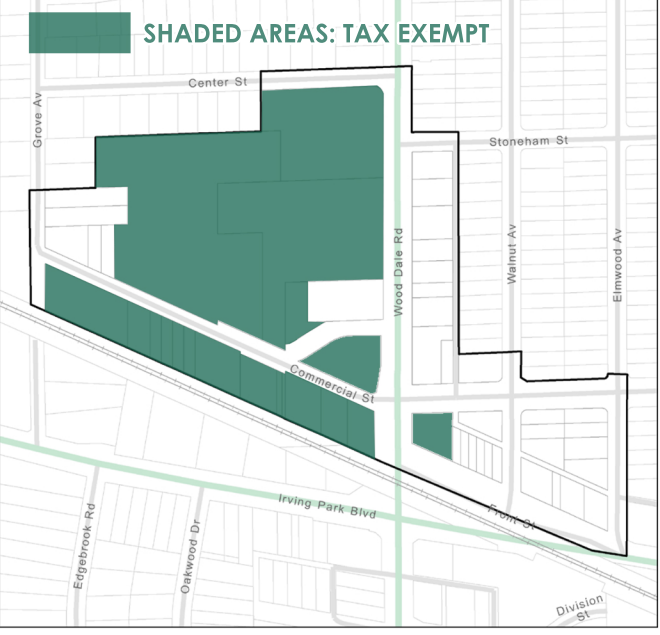 SHADED AREAS: TAX EXEMPT
Center St
Grove Av
Stoneham St
Wood Dale Rd
Walnut Av
Elmwood Av
Commercial St
Irving Park Blvd
Front St
Edgebrook Rd
Oakwood Dr
Division
St